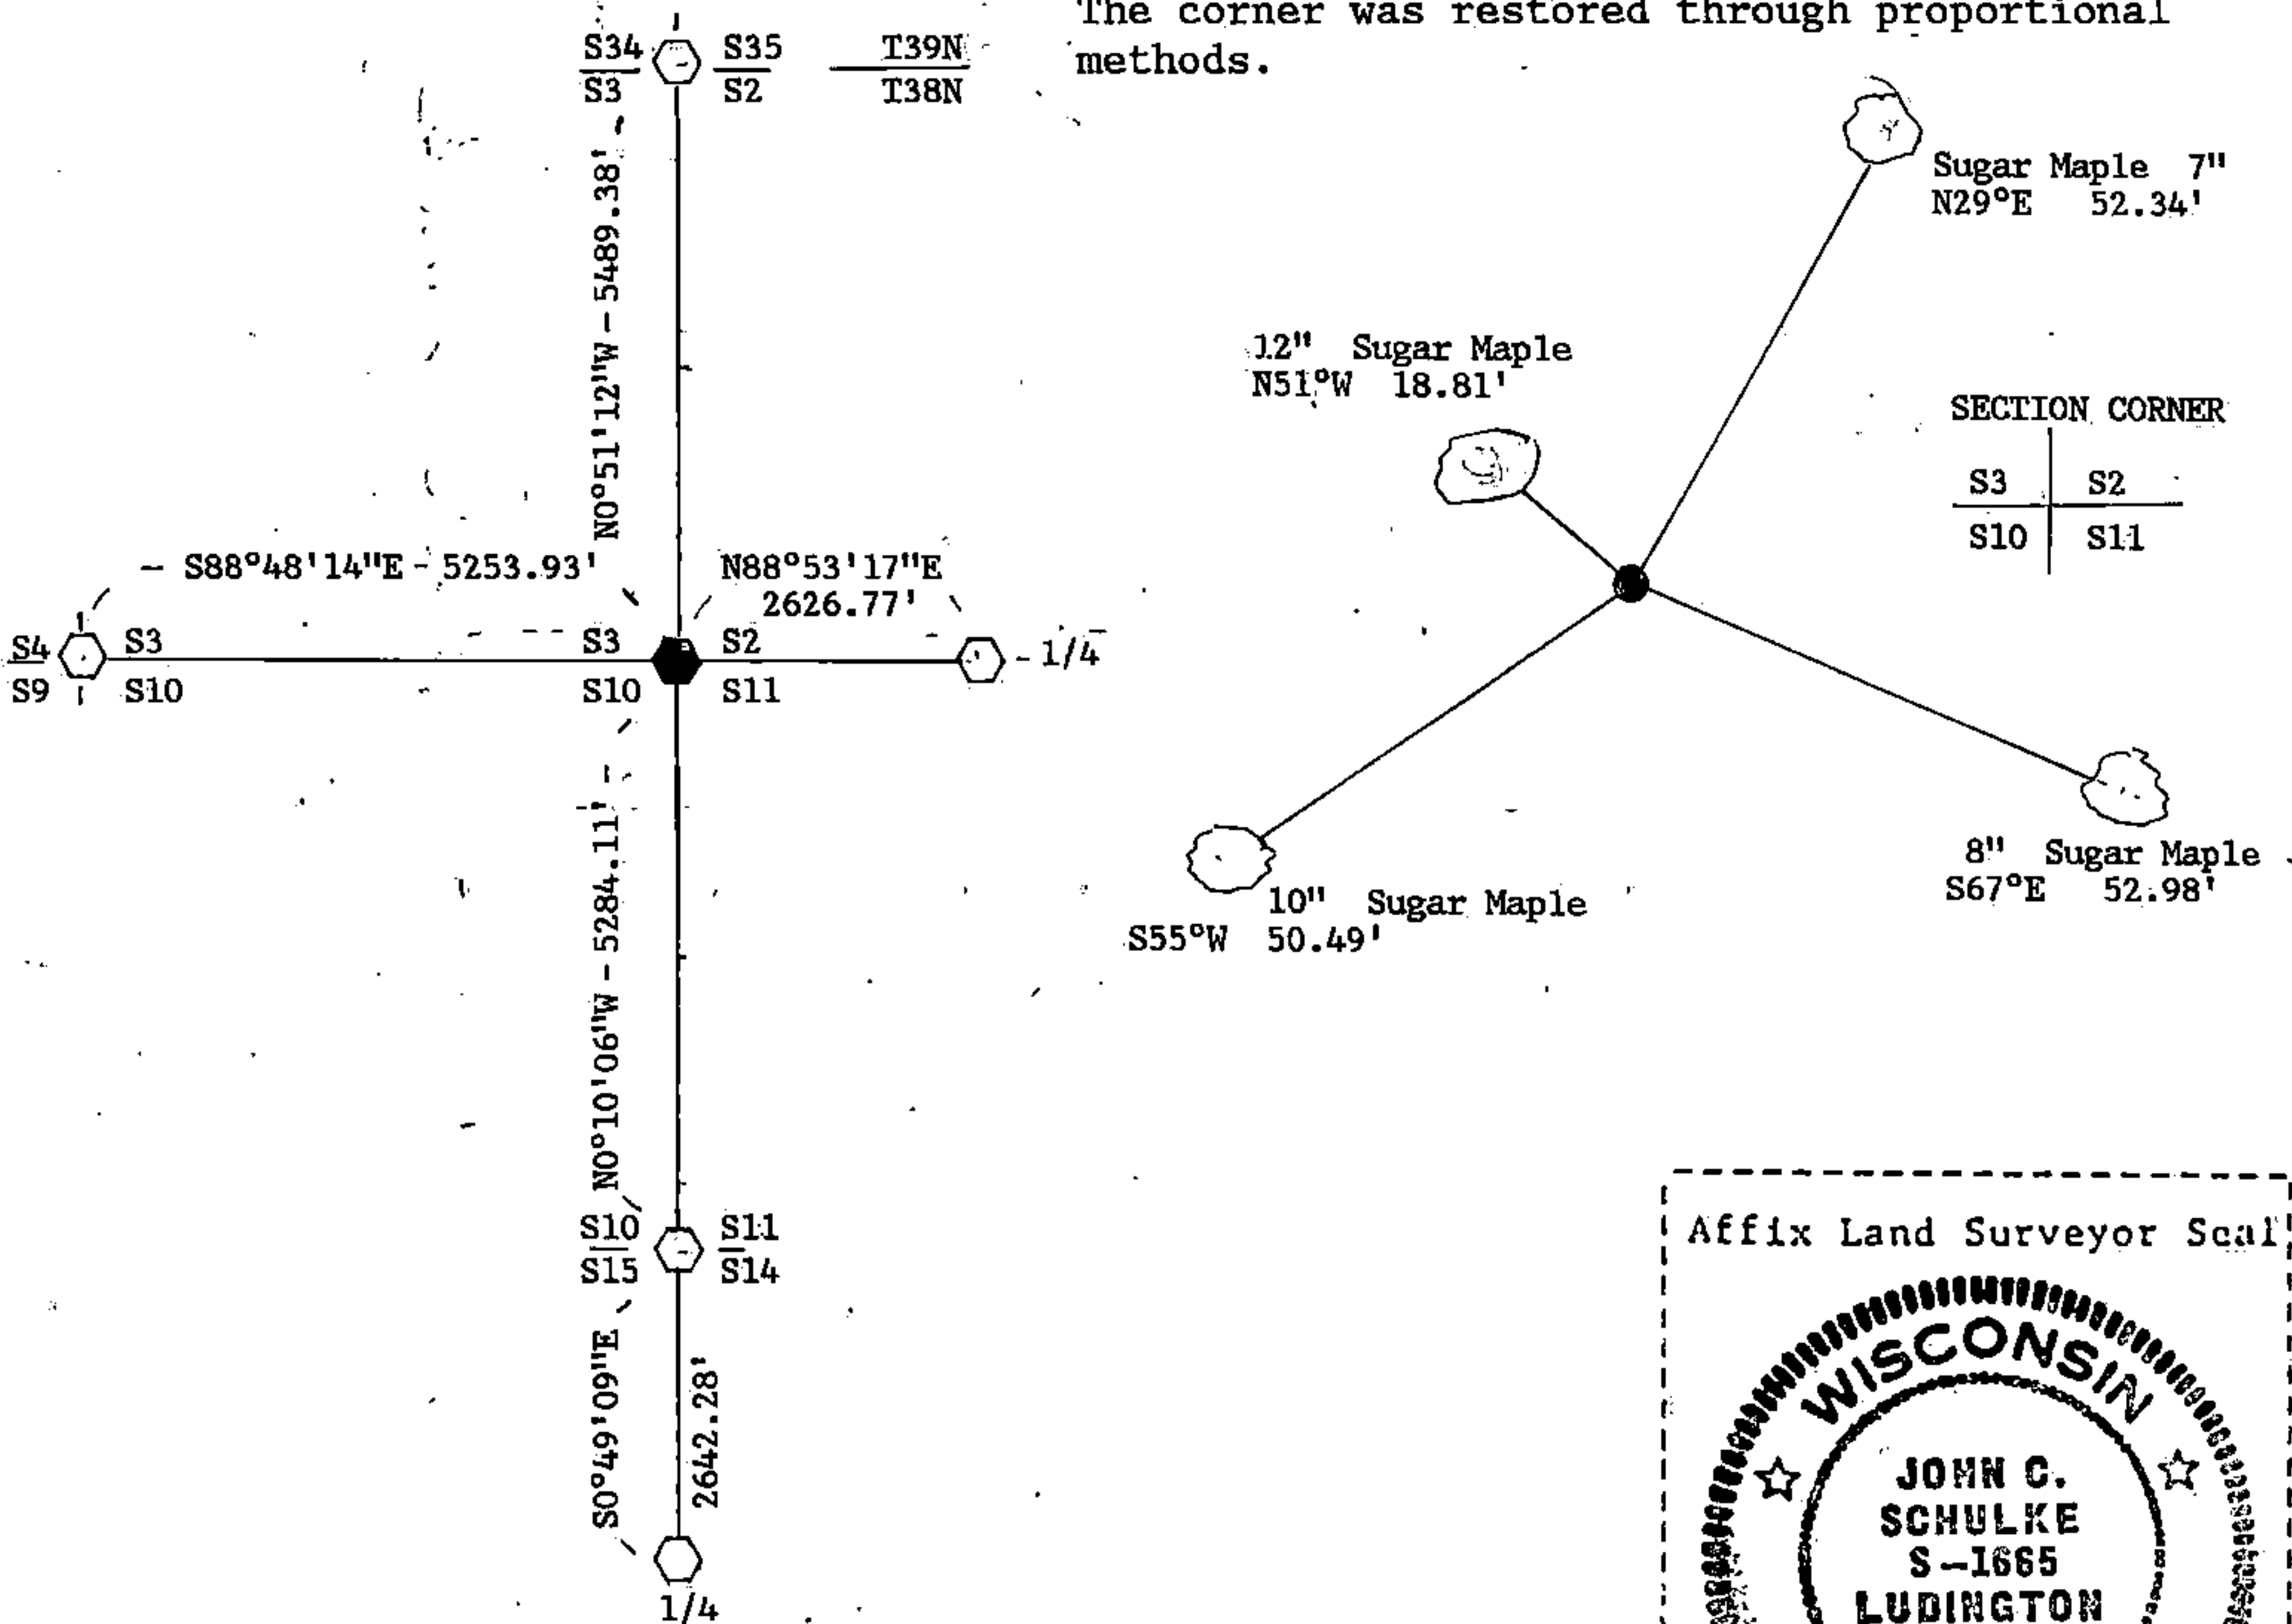 The corner was restored through proportional
methods.
S34 S35 T39N
S3 S2 T38N
N0°51'12"W - 5489.38'
S88°48'14"E - 5253.93'
N88°53'17"E
2626.77'
S4 S3 S3 S2 1/4
S9 S10 S10 S11
N0°10'06"W - 5284.11'
S10 S11
S15 S14
S0°49'09"E
2642.28'
1/4
Sugar Maple 7"
N29°E 52.34'
12" Sugar Maple
N51°W 18.81'
SECTION CORNER
S3 S2
S10 S11
8" Sugar Maple
S67°E 52.98'
10" Sugar Maple
S55°W 50.49'
Affix Land Surveyor Seal
WISCONSIN
JOHN C.
SCHULKE
S-1665
LUDINGTON